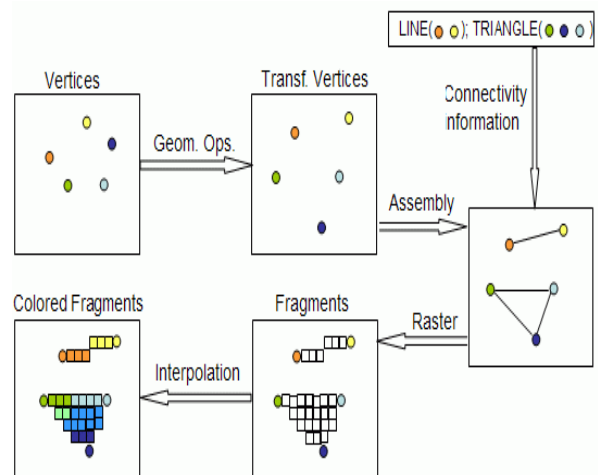 LINE( ); TRIANGLE( )
Vertices
Transf. Vertices
Connectivity
Information
Geom. Ops.
Assembly
Colored Fragments
Fragments
Raster
Interpolation